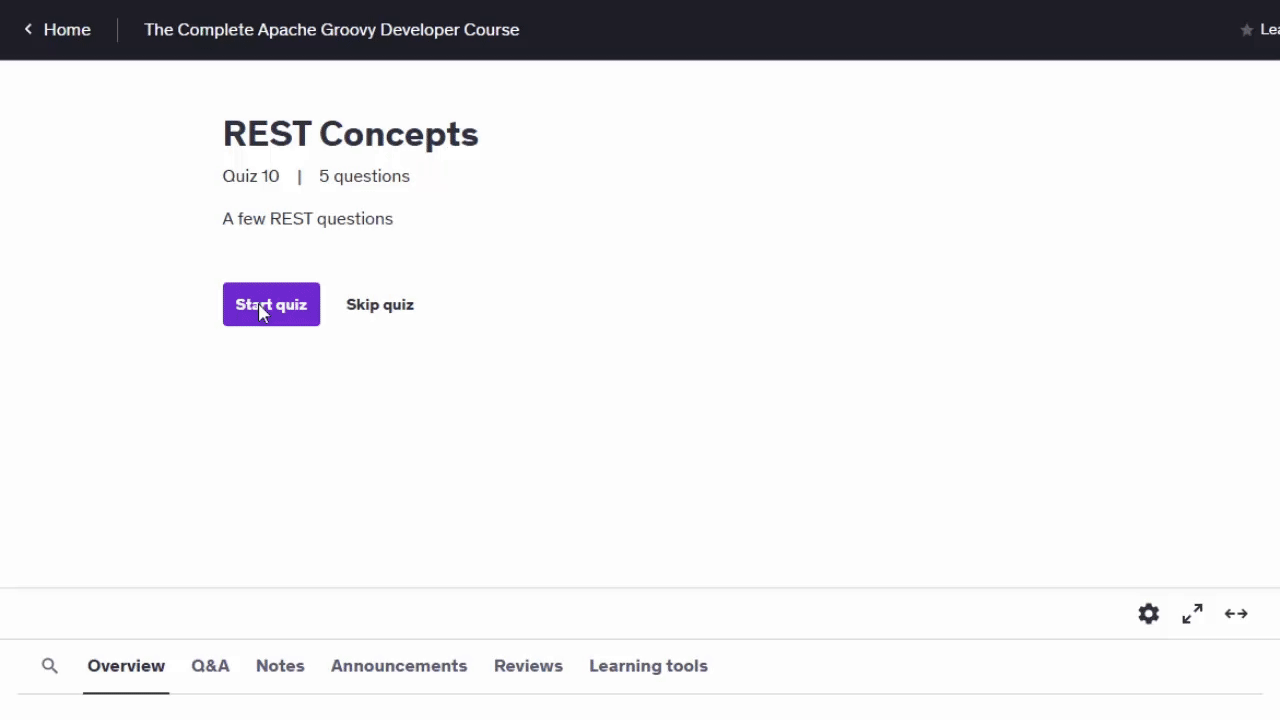 Home
The Complete Apache Groovy Developer Course
REST Concepts
Quiz 10 | 5 questions
A few REST questions
Start quiz
Skip quiz
Overview
Q&A
Notes
Announcements
Reviews
Learning tools